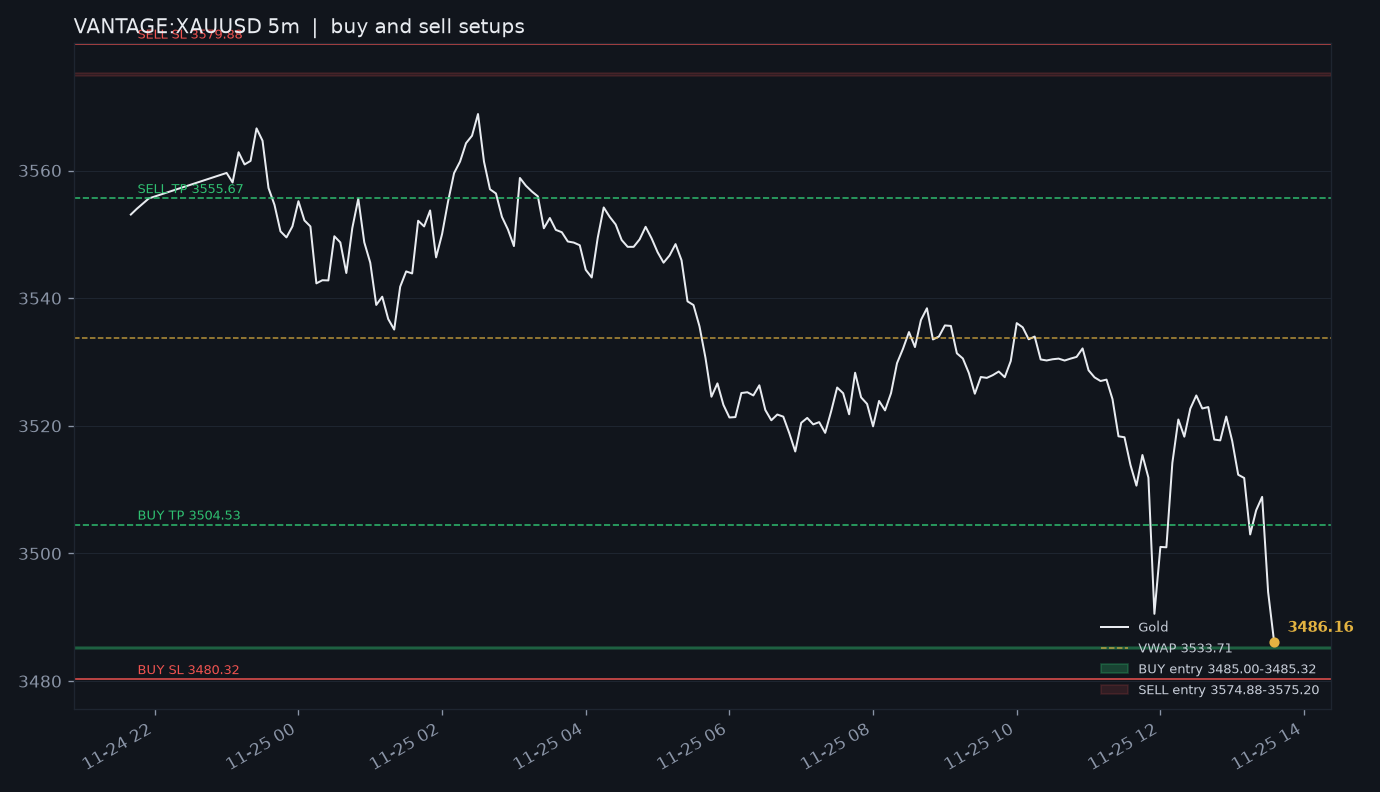 VANTAGE:XAUUSD 5m | buy and sell setups
SELL SL 3579.88
3560
SELL TP 3555.67
3540
3520
BUY TP 3504.53
3500
3486.16
Gold
VWAP 3533.71
BUY entry 3485.00-3485.32
SELL entry 3574.88-3575.20
BUY SL 3480.32
3480
11-24 22
11-25 00
11-25 02
11-25 04
11-25 06
11-25 08
11-25 10
11-25 12
11-25 14